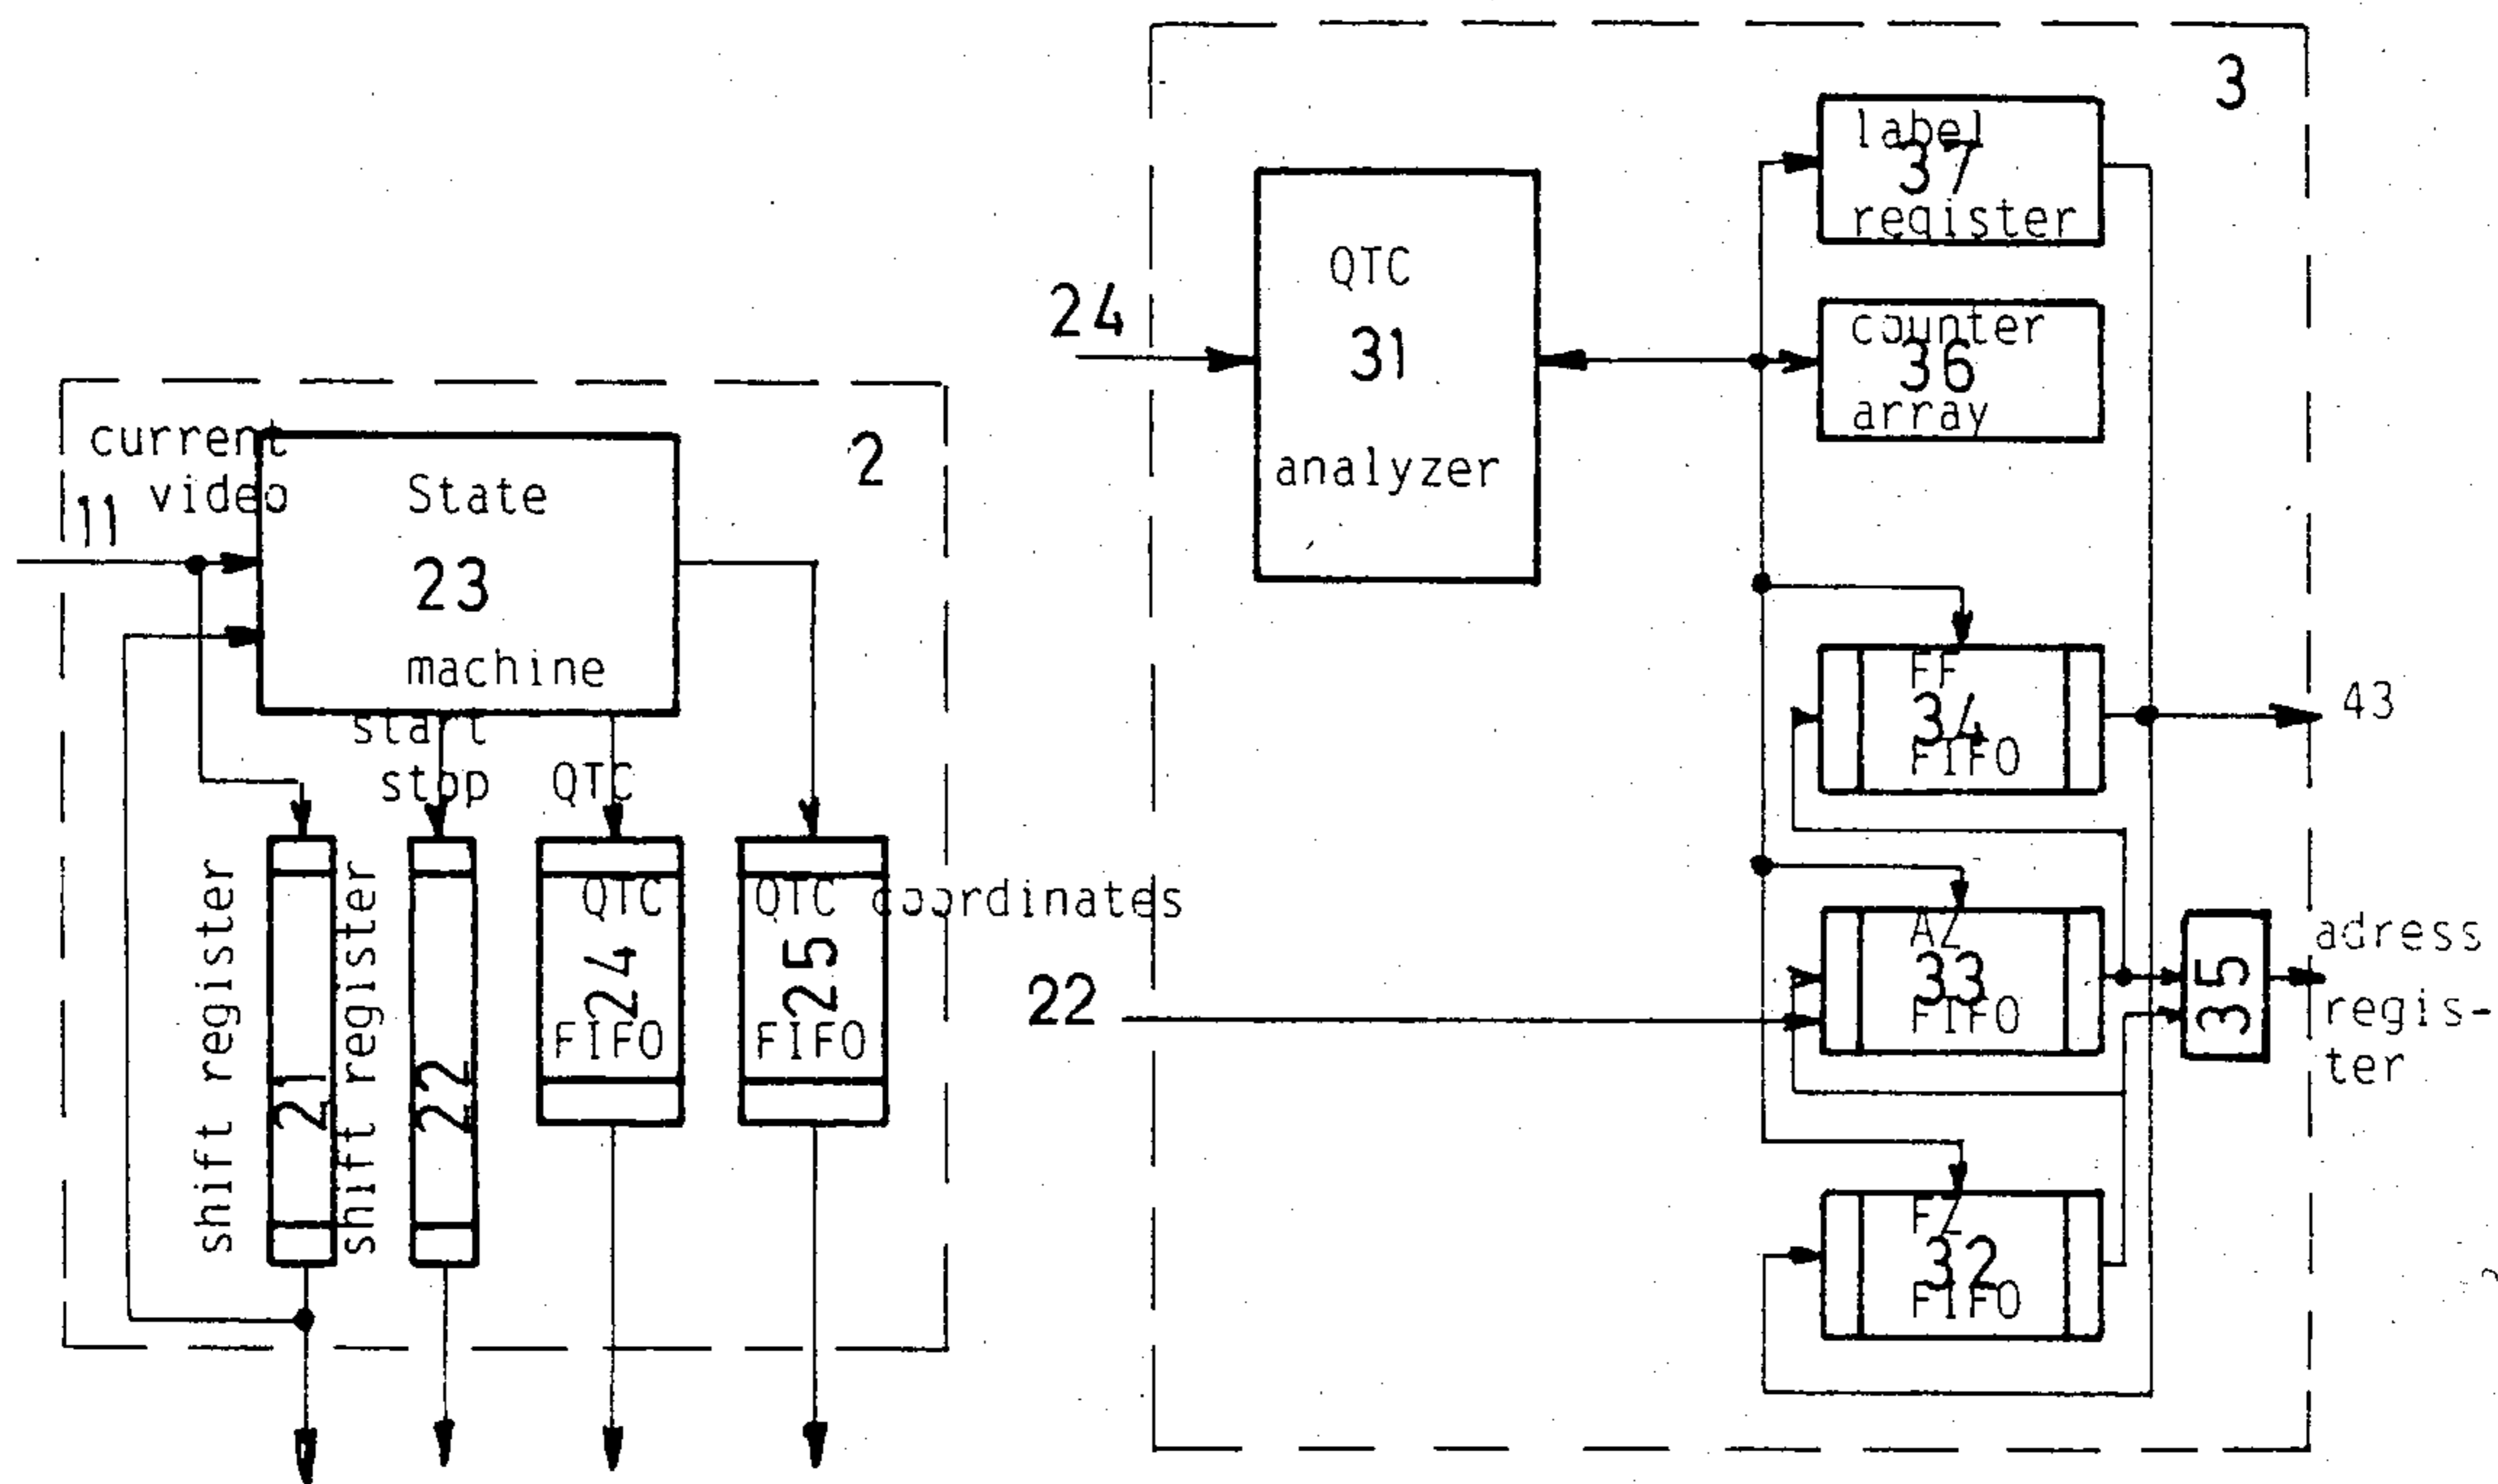 current
video
11
2
State
23
machine
start
stop
QTC
shift register
21
shift register
22
QTC
24
FIFO
QTC coordinates
25
FIFO
3
24
QTC
31
analyzer
label
37
register
counter
36
array
FF
34
FIFO
43
22
AZ
33
FIFO
35
adress
regis-
ter
FZ
32
FIFO